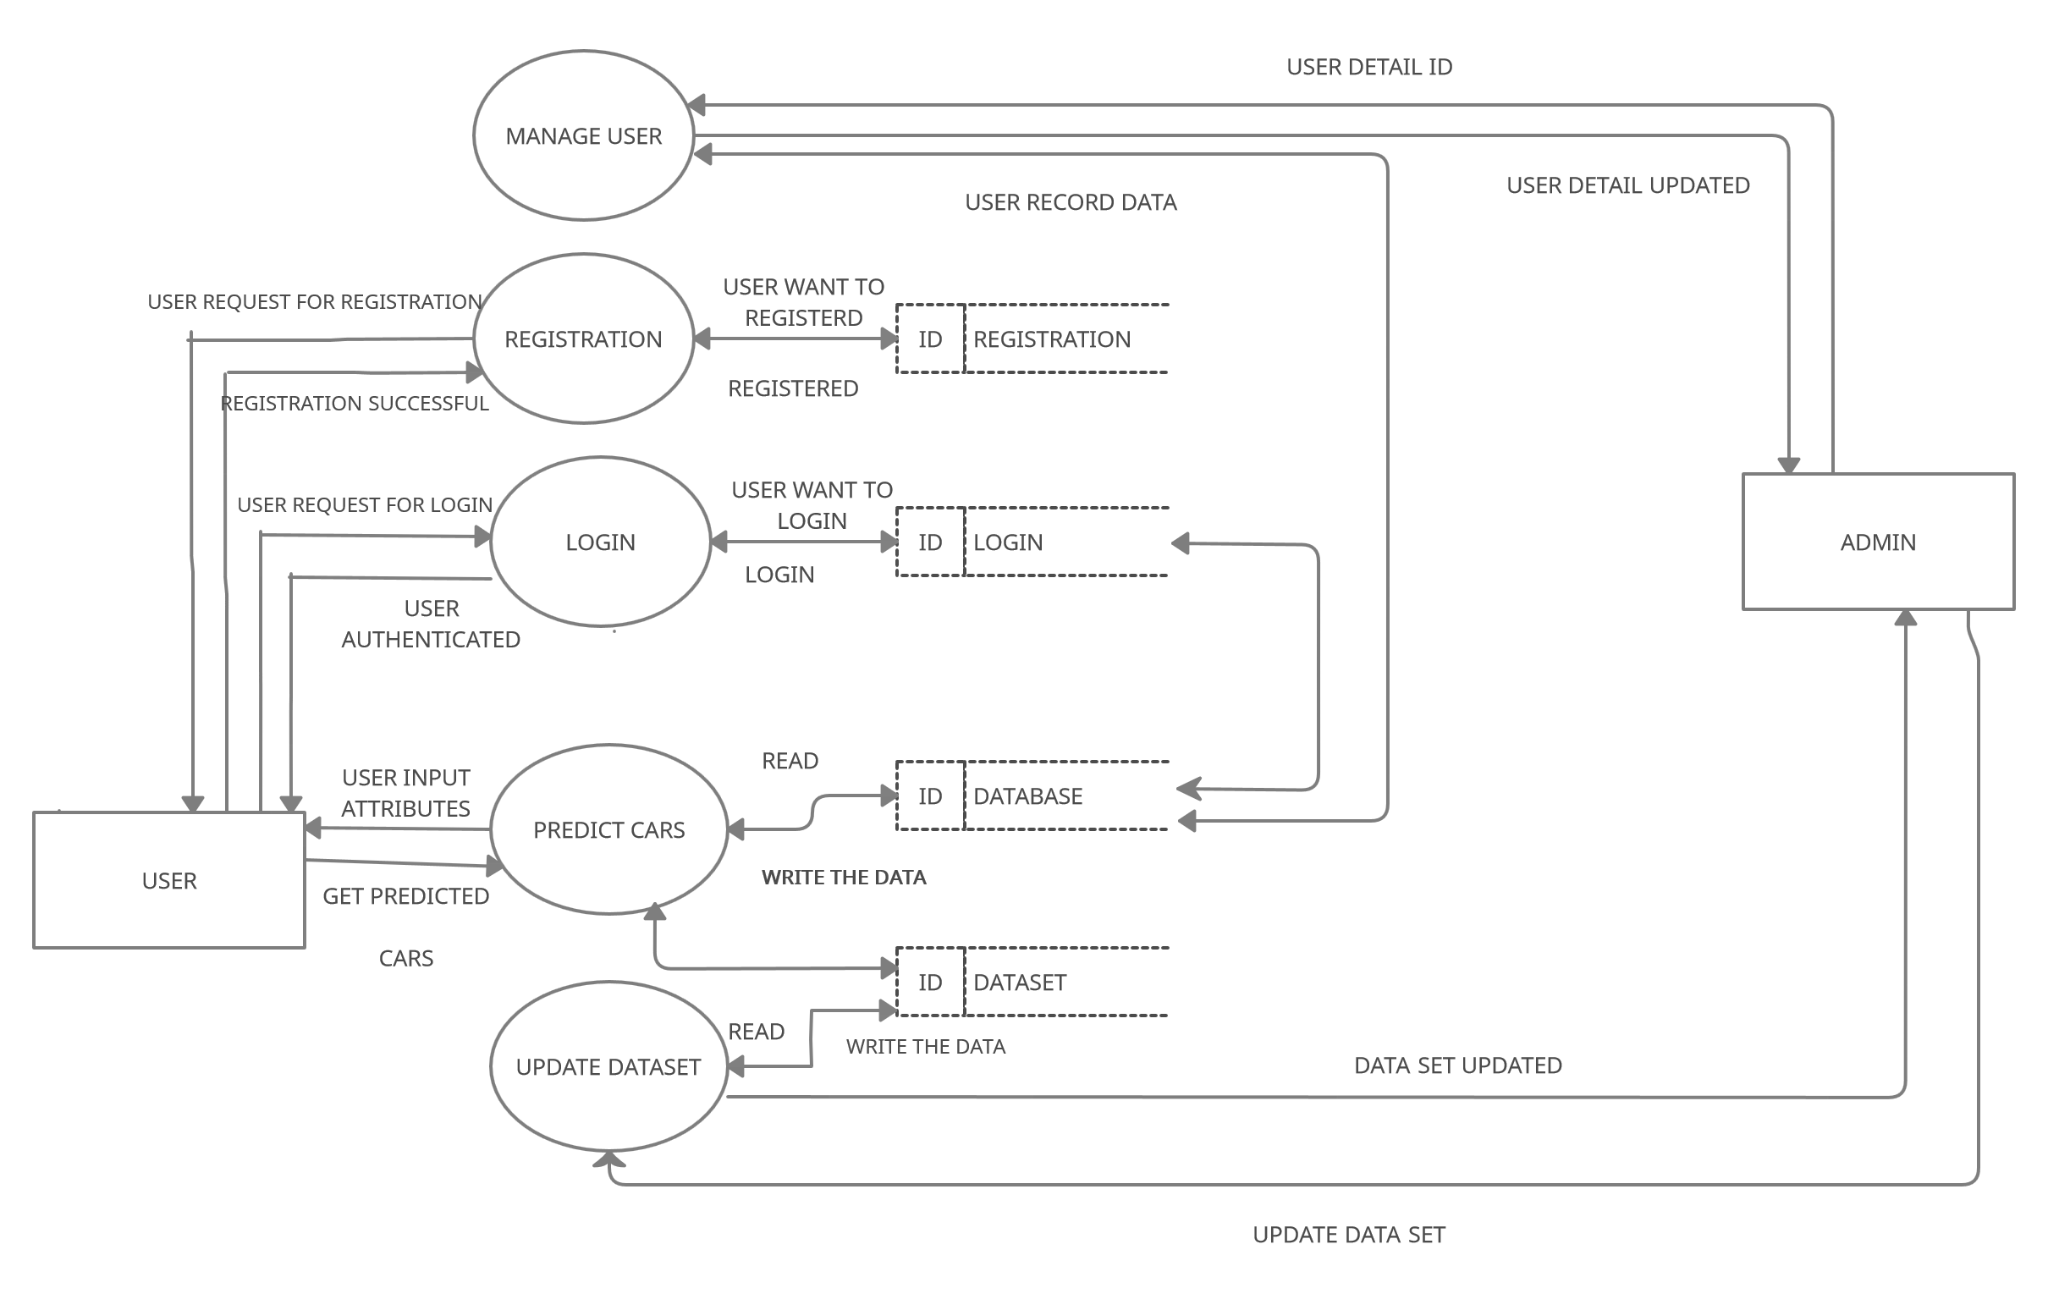 USER DETAIL ID
MANAGE USER
USER DETAIL UPDATED
USER RECORD DATA
USER REQUEST FOR REGISTRATION
USER WANT TO
REGISTERD
REGISTRATION
ID
REGISTRATION
REGISTERED
REGISTRATION SUCCESSFUL
USER REQUEST FOR LOGIN
USER WANT TO
LOGIN
LOGIN
ID
LOGIN
ADMIN
LOGIN
USER
AUTHENTICATED
READ
USER INPUT
ATTRIBUTES
ID
DATABASE
PREDICT CARS
USER
WRITE THE DATA
GET PREDICTED
CARS
ID
DATASET
READ
WRITE THE DATA
UPDATE DATASET
DATA SET UPDATED
UPDATE DATA SET